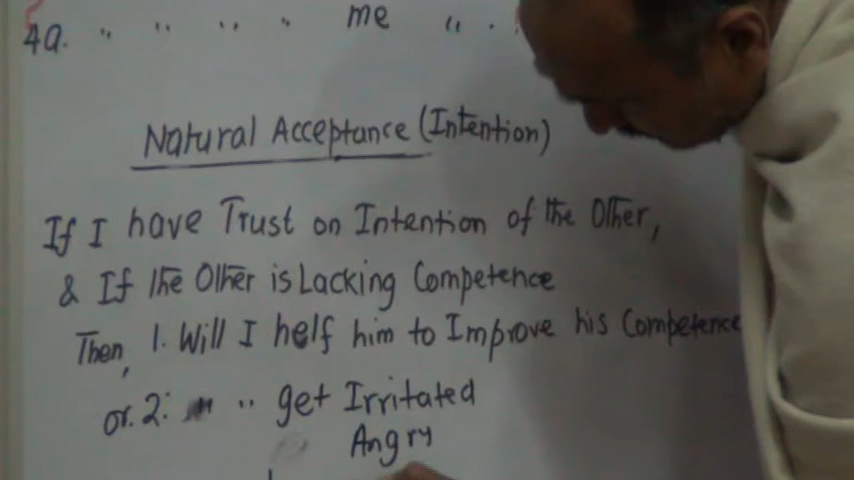 4a. " " " " me " .
Natural Acceptance (Intention)
If I have Trust on Intention of the Other,
& If the Other is Lacking Competence
Then, 1. Will I helf him to Improve his Competence
or. 2: " " get Irritated
Angry